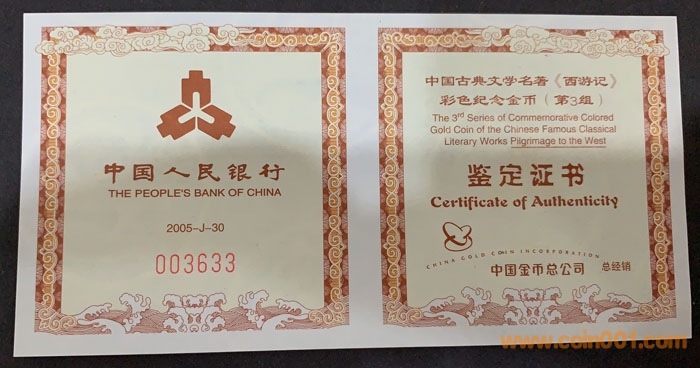 中国人民银行
THE PEOPLE'S BANK OF CHINA
2005-J-30
003633
中国古典文学名著《西游记》
彩色纪念金币（第3组）
The 3rd Series of Commemorative Colored
Gold Coin of the Chinese Famous Classical
Literary Works Pilgrimage to the West
鉴定证书
Certificate of Authenticity
CHINA GOLD COIN INCORPORATION
中国金币总公司 总经销
www.coin001.com